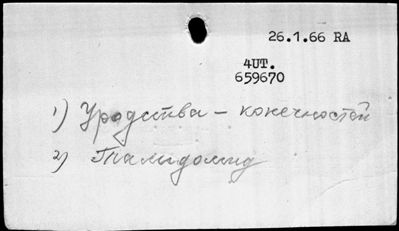 26.1.66 RA
4UT.
659670
1) Уродства – конечностей
2) Талидомид